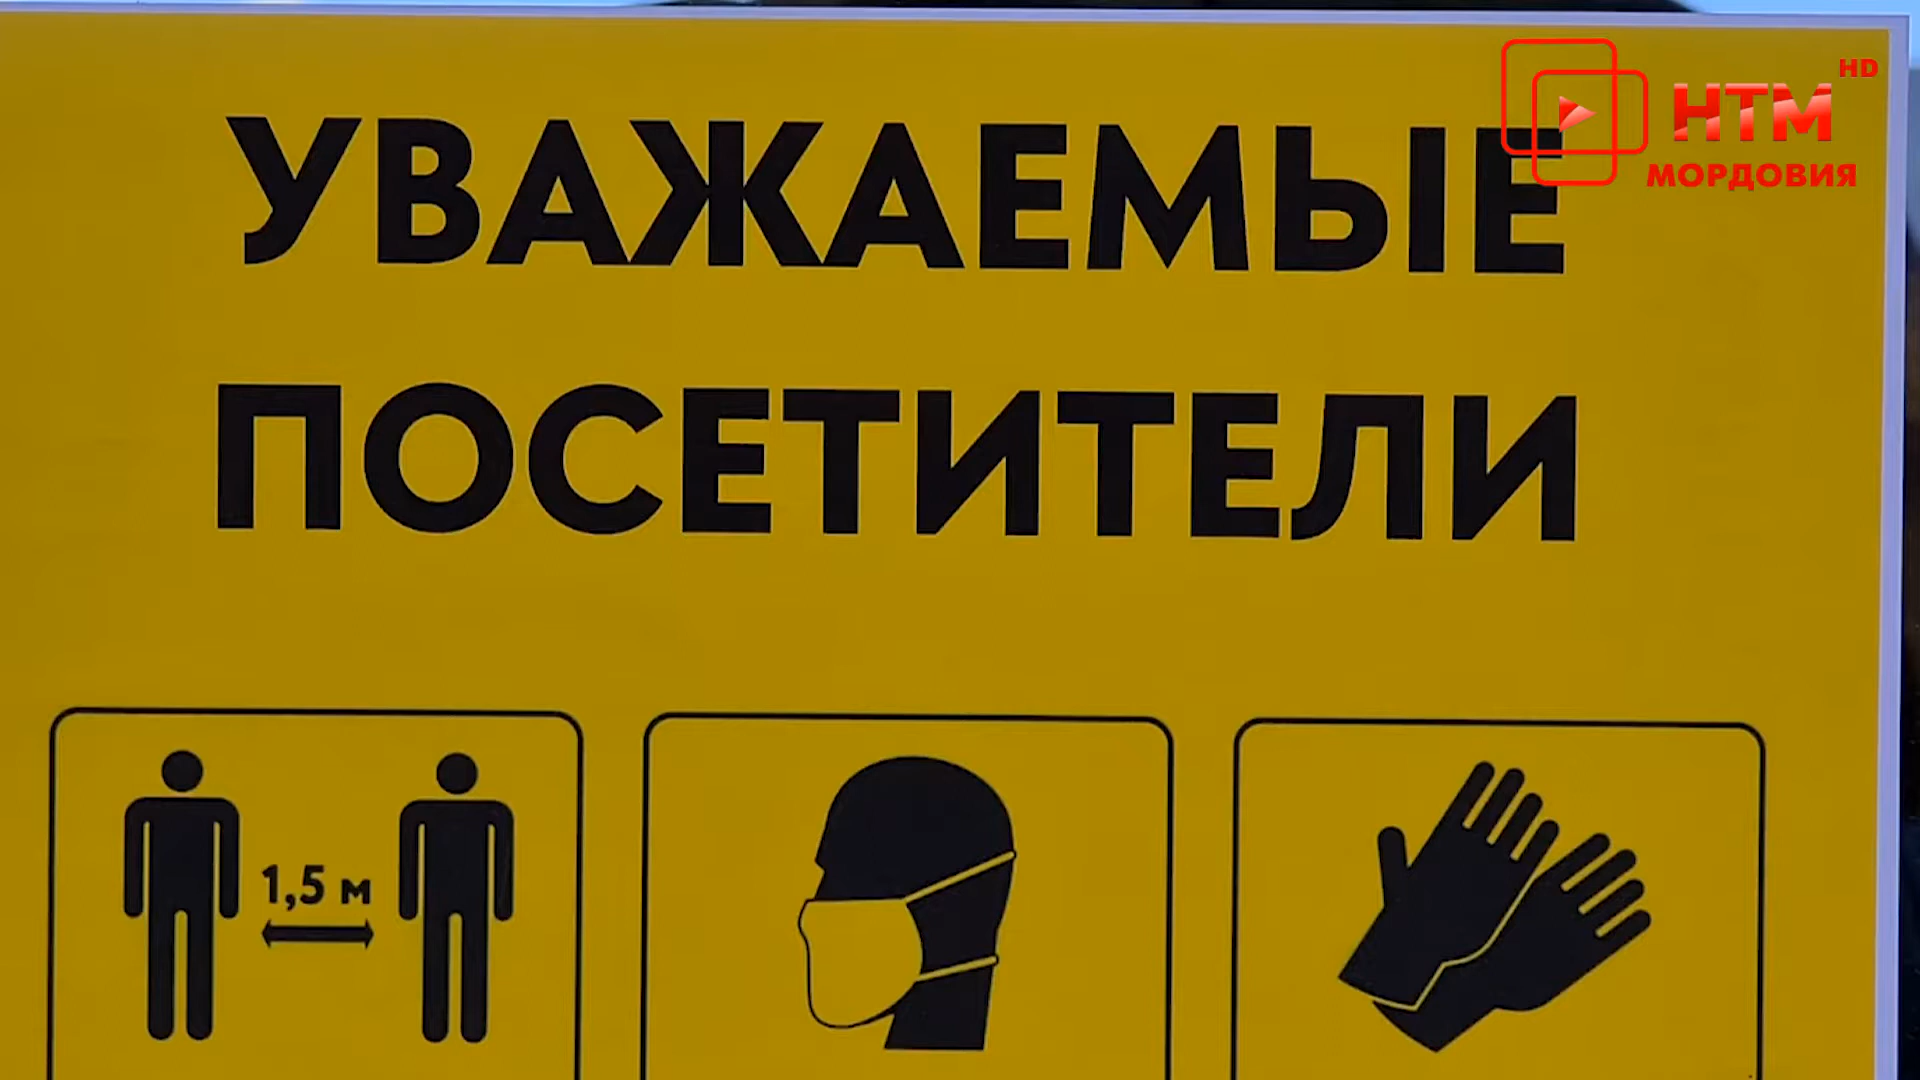 УВАЖАЕМЫЕ
ПОСЕТИТЕЛИ
1,5 м
НТМ HD
МОРДОВИЯ